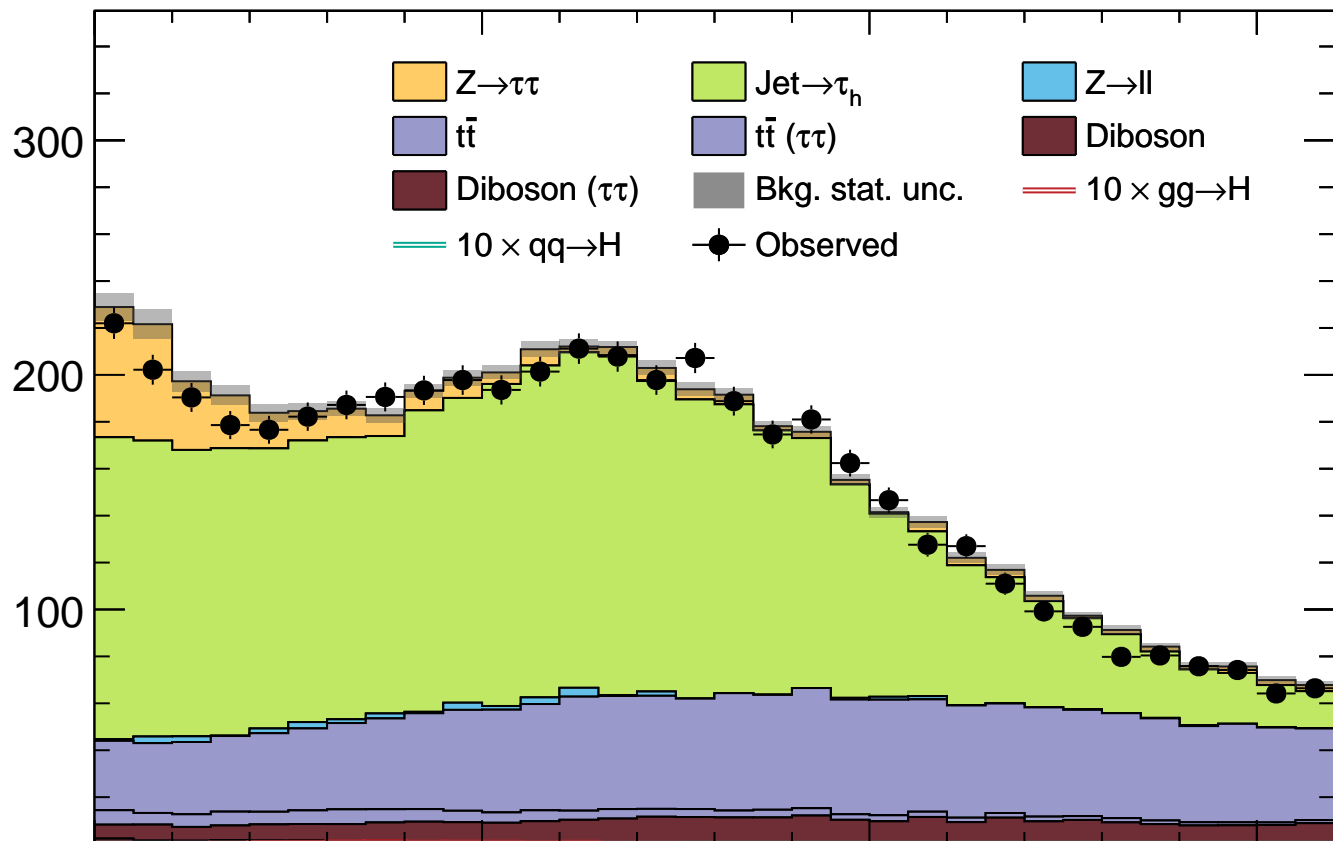 Z→ττ Jet→τₕ Z→ll
300 tt̄ tt̄ (ττ) Diboson
Diboson (ττ) Bkg. stat. unc. 10 × gg→H
10 × qq→H Observed
200
100